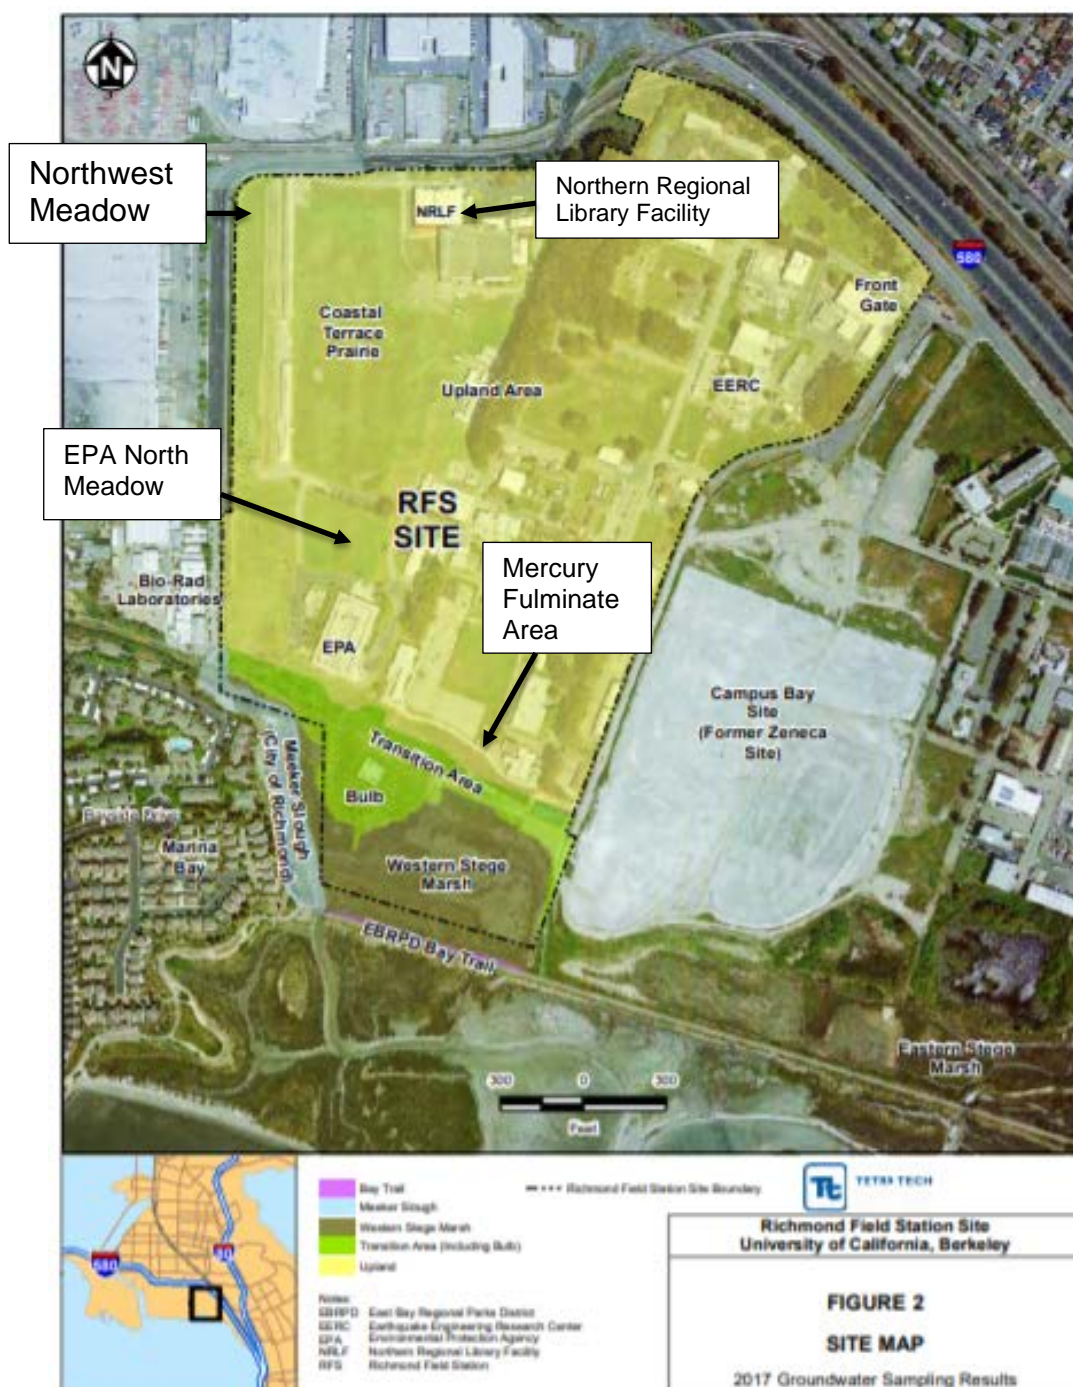 N
Northwest
Meadow
NRLF
Northern Regional
Library Facility
580
Front
Gate
Coastal
Terrace
Prairie
Upland Area
EERC
EPA North
Meadow
RFS
SITE
Mercury
Fulminate
Area
Bio-Rad
Laboratories
EPA
Campus Bay
Site
(Former Zeneca
Site)
Transition Area
Meeker Slough
(City of Richmond)
Bulb
Bayside Drive
Marina
Bay
Western Stege
Marsh
EBRPD Bay Trail
Eastern Stege
Marsh
300 0 300
Feet
580
80
Bay Trail
Meeker Slough
Western Stege Marsh
Transition Area (Including Bulb)
Upland
Richmond Field Station Site Boundary
Notes:
EBRPD East Bay Regional Parks District
EERC Earthquake Engineering Research Center
EPA Environmental Protection Agency
NRLF Northern Regional Library Facility
RFS Richmond Field Station
Tt TETRA TECH
Richmond Field Station Site
University of California, Berkeley
FIGURE 2
SITE MAP
2017 Groundwater Sampling Results